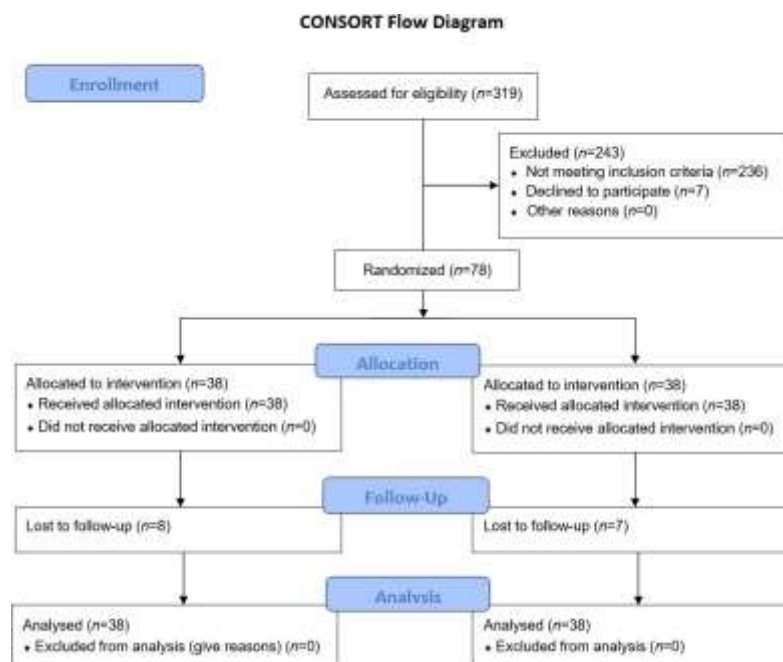 CONSORT Flow Diagram
Enrollment
Assessed for eligibility (n=319)
Excluded (n=243)
• Not meeting inclusion criteria (n=236)
• Declined to participate (n=7)
• Other reasons (n=0)
Randomized (n=78)
Allocation
Allocated to intervention (n=38)
• Received allocated intervention (n=38)
• Did not receive allocated intervention (n=0)
Allocated to intervention (n=38)
• Received allocated intervention (n=38)
• Did not receive allocated intervention (n=0)
Follow-Up
Lost to follow-up (n=8)
Lost to follow-up (n=7)
Analysis
Analysed (n=38)
• Excluded from analysis (give reasons) (n=0)
Analysed (n=38)
• Excluded from analysis (n=0)